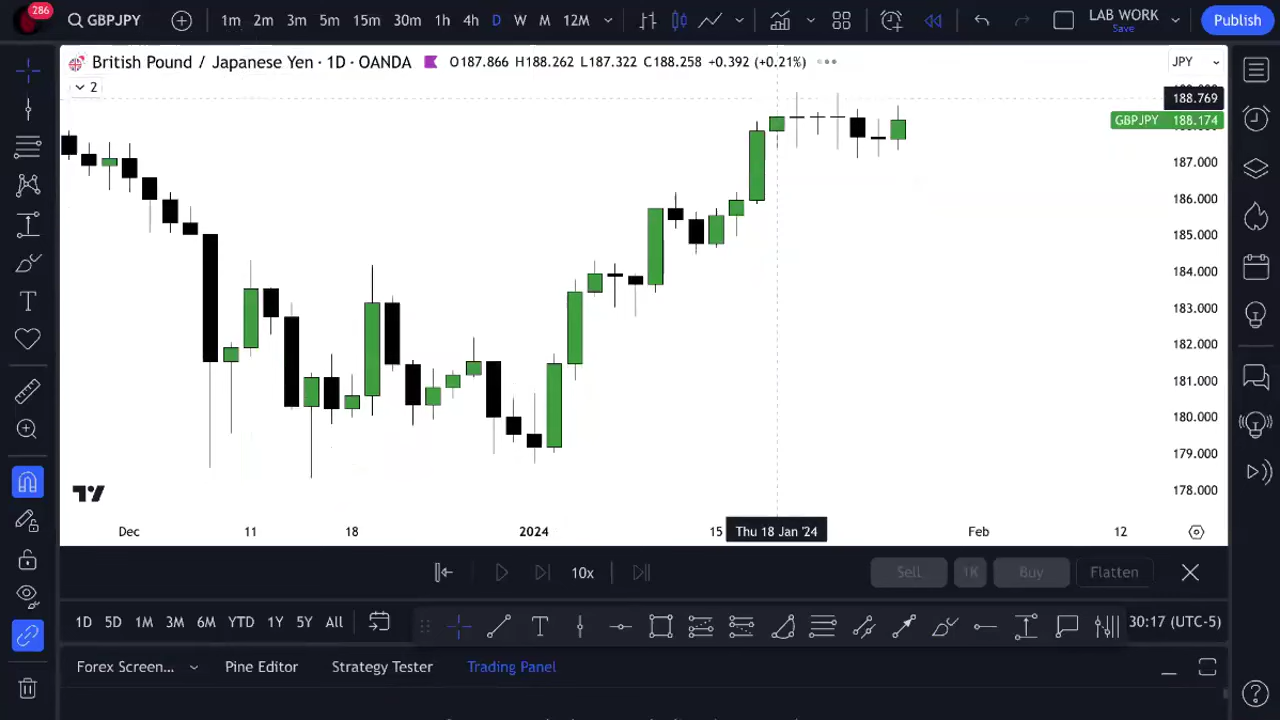 286
GBPJPY
1m 2m 3m 5m 15m 30m 1h 4h D W M 12M
LAB WORK
Save
Publish
British Pound / Japanese Yen · 1D · OANDA
O187.866 H188.262 L187.322 C188.258 +0.392 (+0.21%)
JPY
2
188.769
GBPJPY 188.174
187.000
186.000
185.000
184.000
183.000
182.000
181.000
180.000
179.000
178.000
Dec 11 18 2024 15 Thu 18 Jan '24 Feb 12
10x
Sell 1K Buy Flatten
1D 5D 1M 3M 6M YTD 1Y 5Y All
30:17 (UTC-5)
Forex Screen... Pine Editor Strategy Tester Trading Panel